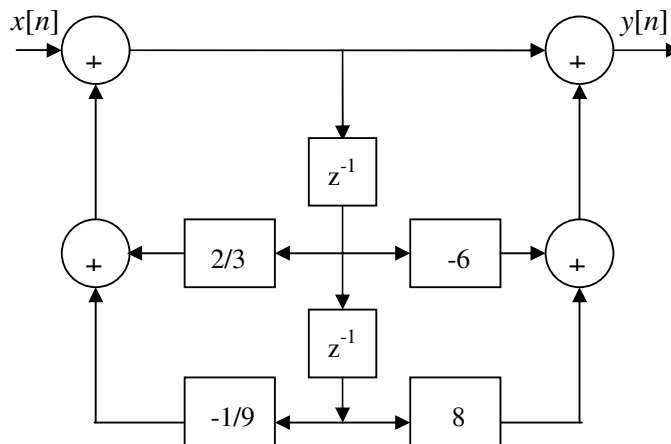 x[n]
y[n]
+
+
z⁻¹
+
2/3
-6
+
z⁻¹
-1/9
8